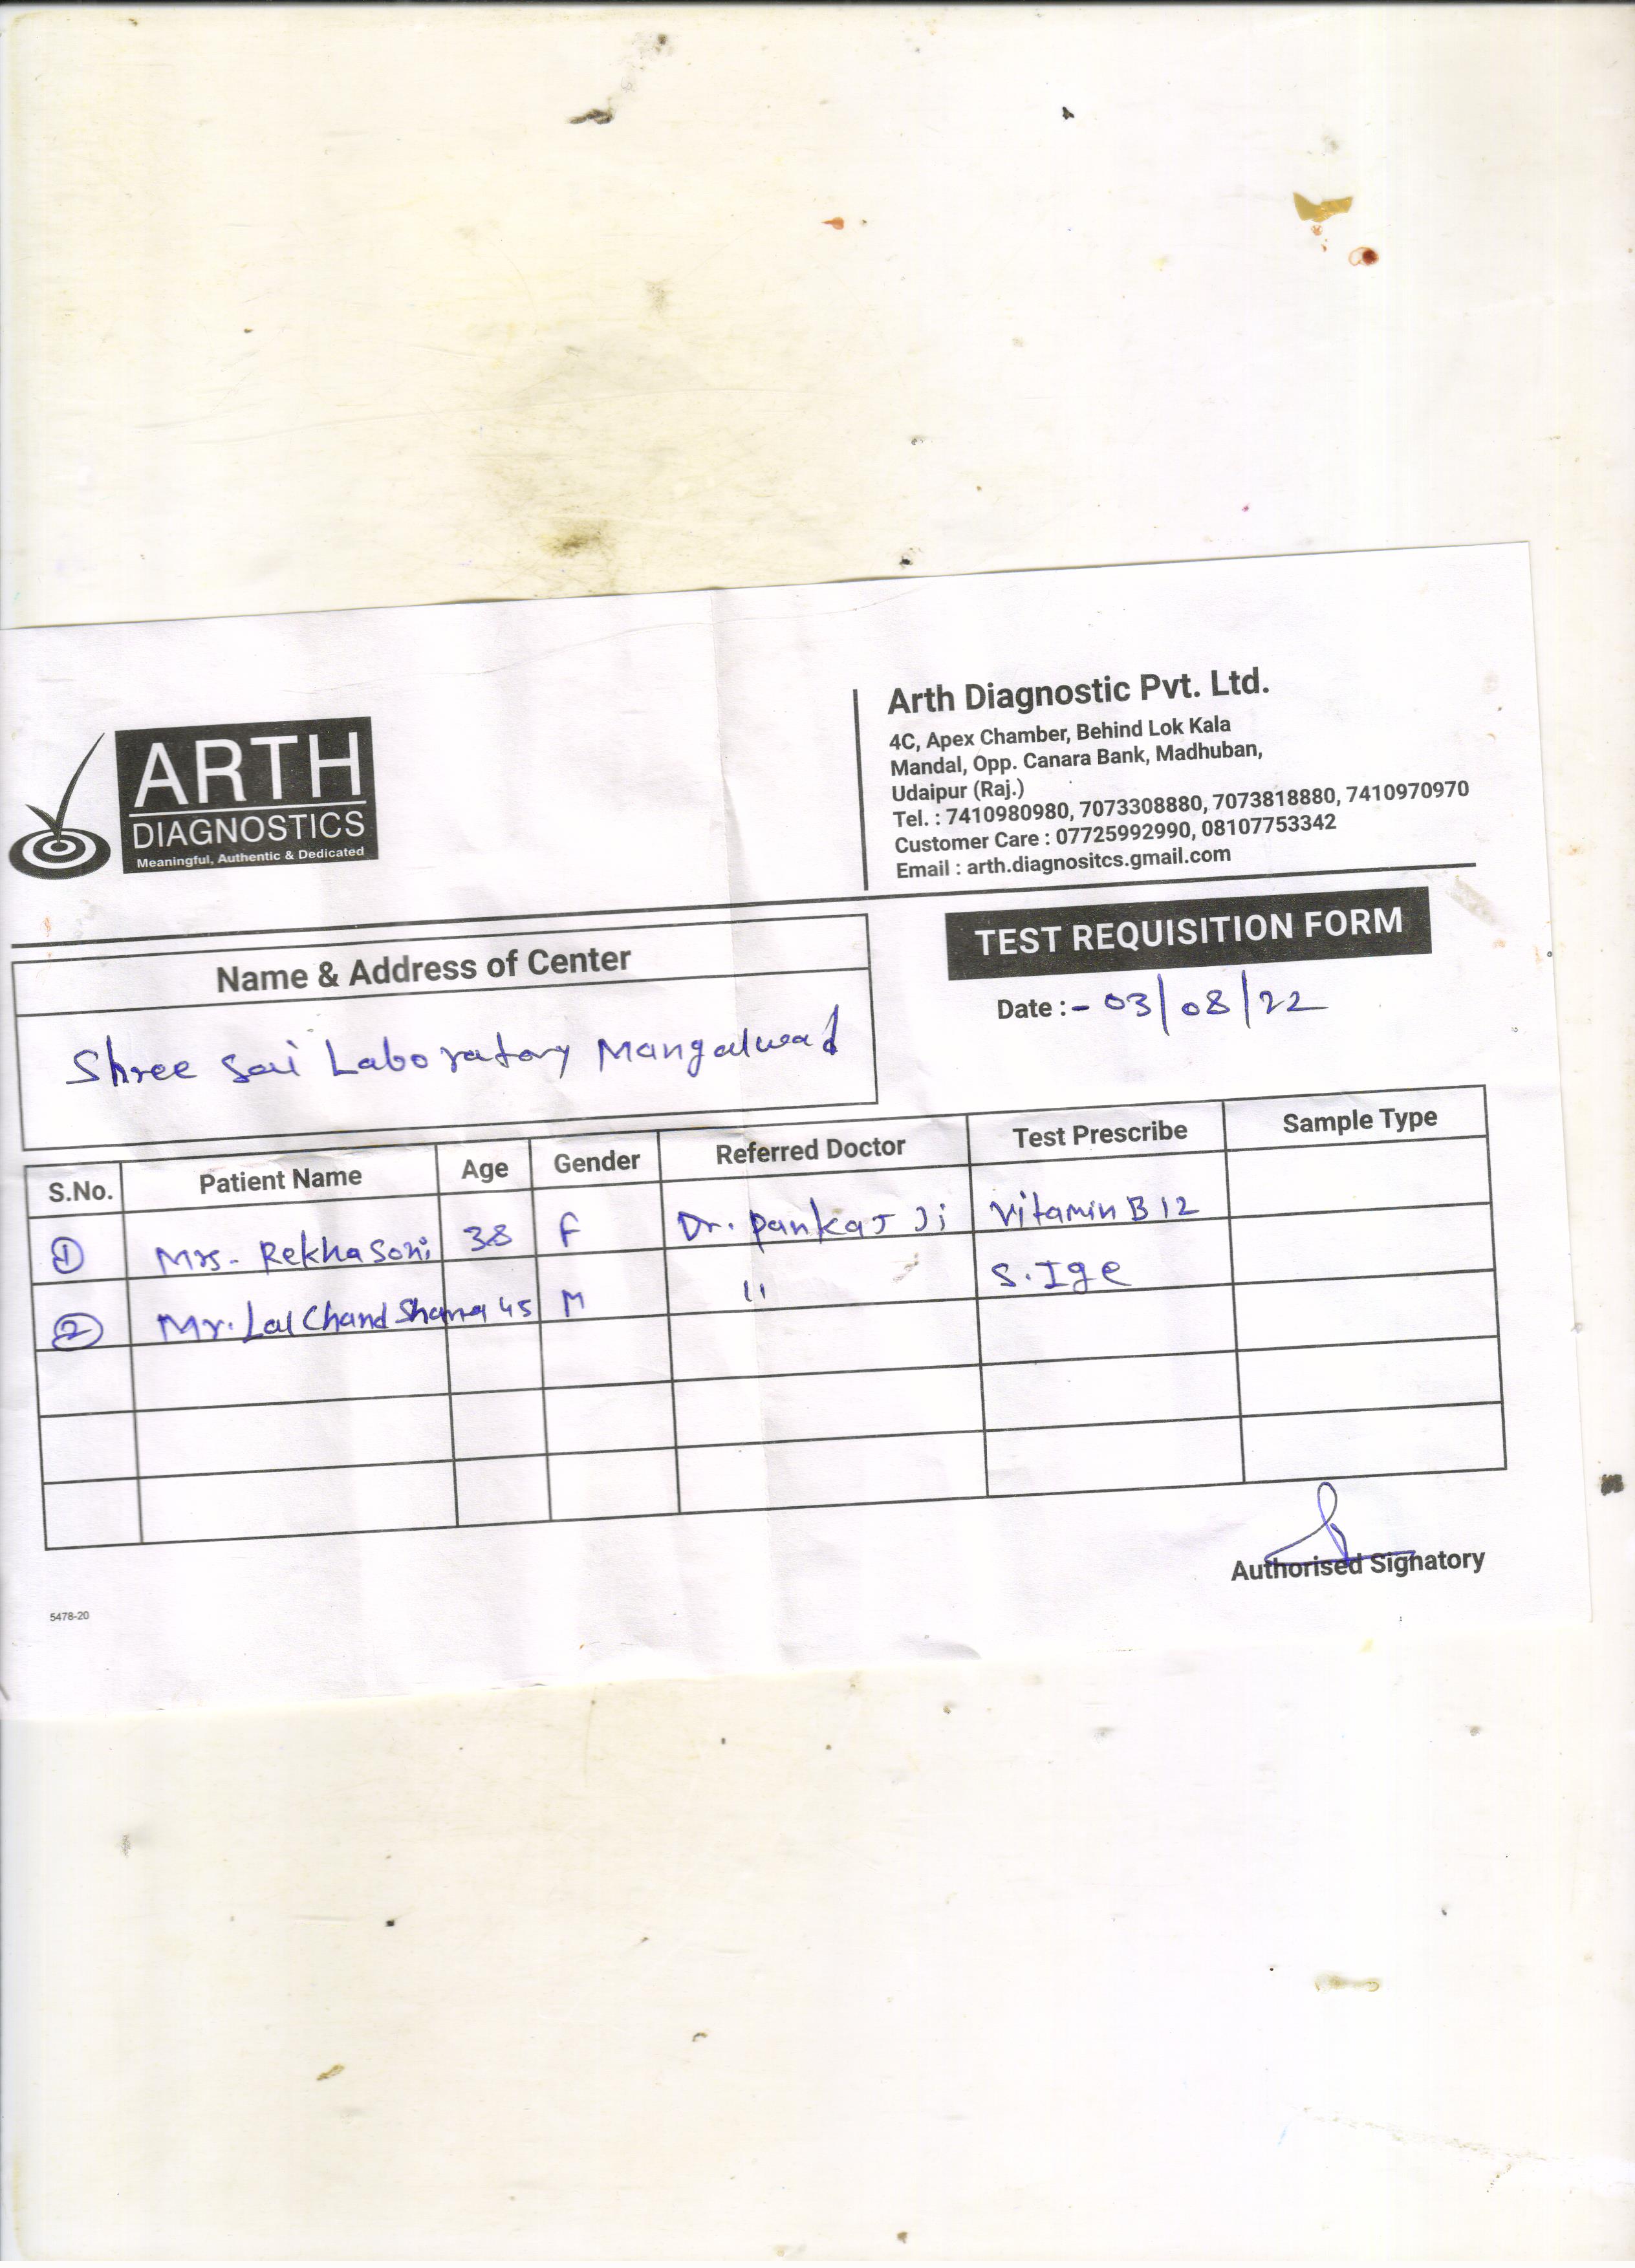 ARTH
DIAGNOSTICS
Meaningful, Authentic & Dedicated
Arth Diagnostic Pvt. Ltd.
4C, Apex Chamber, Behind Lok Kala
Mandal, Opp. Canara Bank, Madhuban,
Udaipur (Raj.)
Tel. : 7410980980, 7073308880, 7073818880, 7410970970
Customer Care : 07725992990, 08107753342
Email : arth.diagnositcs.gmail.com
TEST REQUISITION FORM
Date :- 03/08/22
Name & Address of Center
Shree Sai Laboratory Mangalwad
S.No. Patient Name Age Gender Referred Doctor Test Prescribe Sample Type
1 Mrs. Rekha Soni 38 F Dr. Pankaj Ji Vitamin B12
2 Mr. Lal Chand Sharma 45 M " S. Ige
Authorised Signatory
5478-20